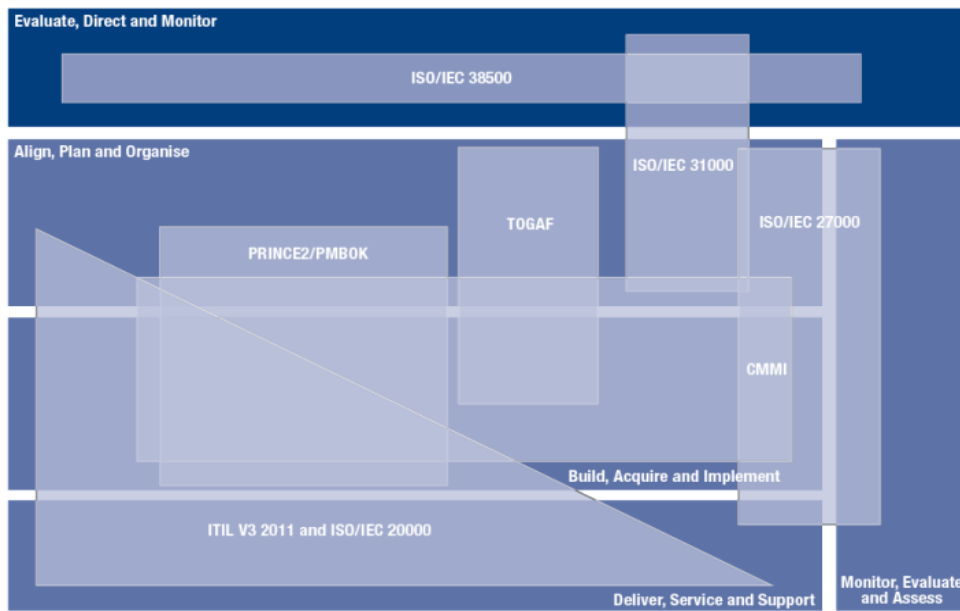 Evaluate, Direct and Monitor
ISO/IEC 38500
Align, Plan and Organise
ISO/IEC 31000
TOGAF
ISO/IEC 27000
PRINCE2/PMBOK
CMMI
Build, Acquire and Implement
ITIL V3 2011 and ISO/IEC 20000
Deliver, Service and Support
Monitor, Evaluate
and Assess